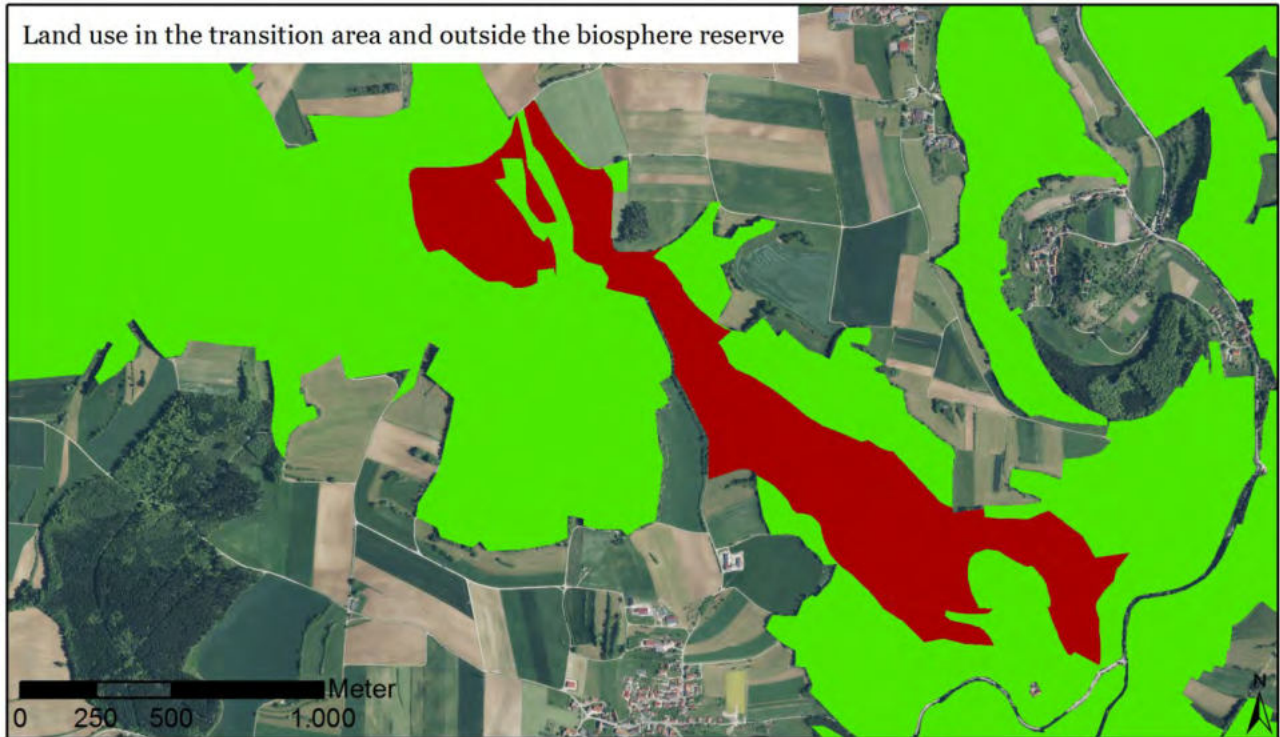 Land use in the transition area and outside the biosphere reserve
N
Meter
0 250 500 1.000